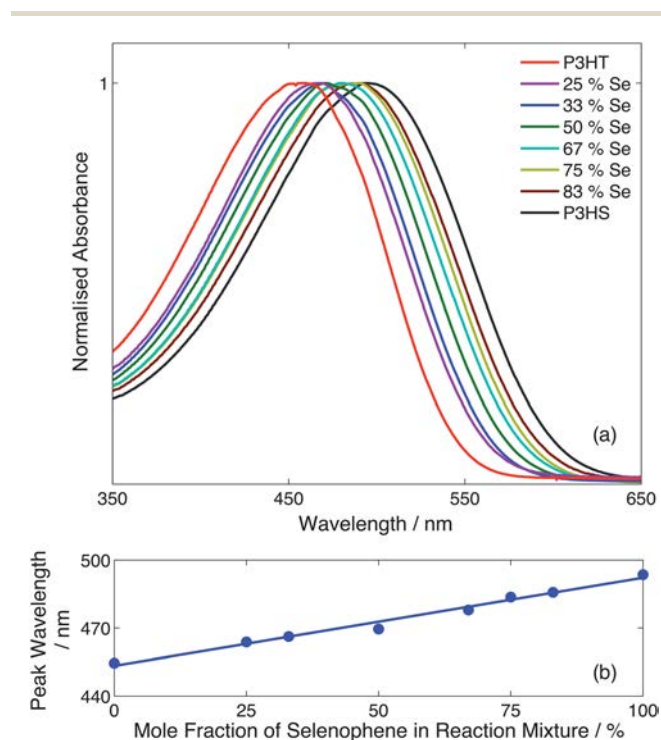 1
Normalised Absorbance
P3HT
25 % Se
33 % Se
50 % Se
67 % Se
75 % Se
83 % Se
P3HS
(a)
350
450
550
650
Wavelength / nm
500
470
440
Peak Wavelength
/ nm
(b)
0
25
50
75
100
Mole Fraction of Selenophene in Reaction Mixture / %